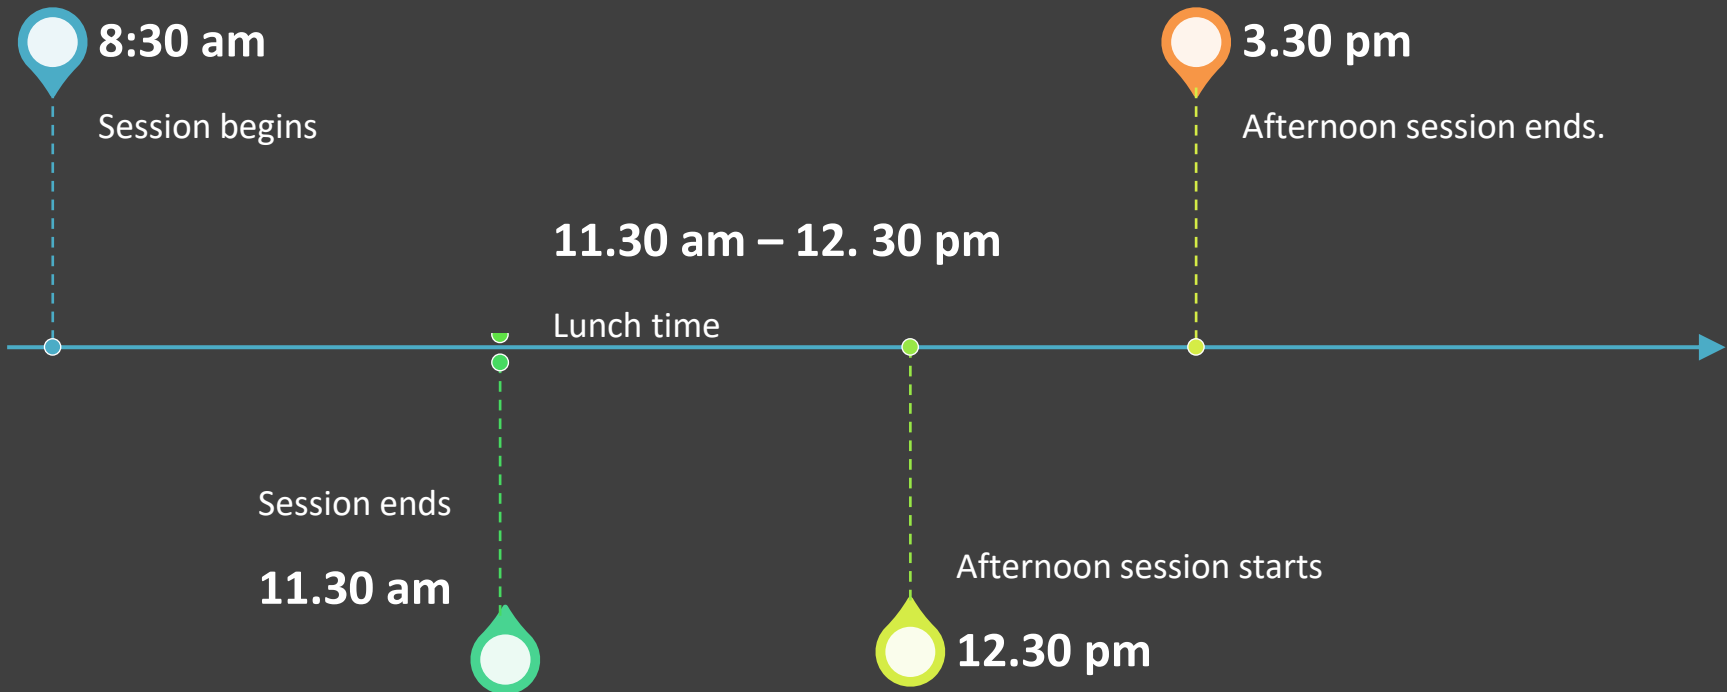 8:30 am
Session begins
Session ends
11.30 am
11.30 am – 12. 30 pm
Lunch time
Afternoon session starts
12.30 pm
3.30 pm
Afternoon session ends.